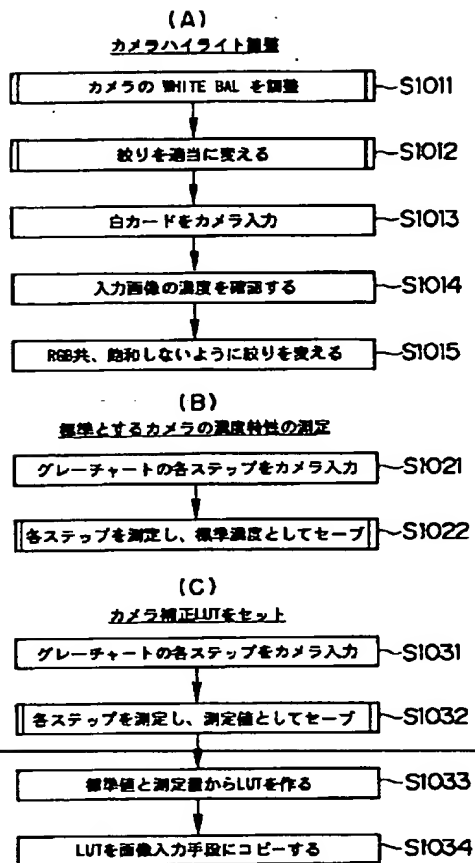 (A)
カメラハイライト調整
カメラの WHITE BAL を調整
S1011
絞りを適当に変える
S1012
白カードをカメラ入力
S1013
入力画像の濃度を確認する
S1014
RGB共、飽和しないように絞りを変える
S1015
(B)
標準とするカメラの濃度特性の測定
グレーチャートの各ステップをカメラ入力
S1021
各ステップを測定し、標準濃度としてセーブ
S1022
(C)
カメラ補正LUTをセット
グレーチャートの各ステップをカメラ入力
S1031
各ステップを測定し、測定値としてセーブ
S1032
標準値と測定値からLUTを作る
S1033
LUTを画像入力手段にコピーする
S1034